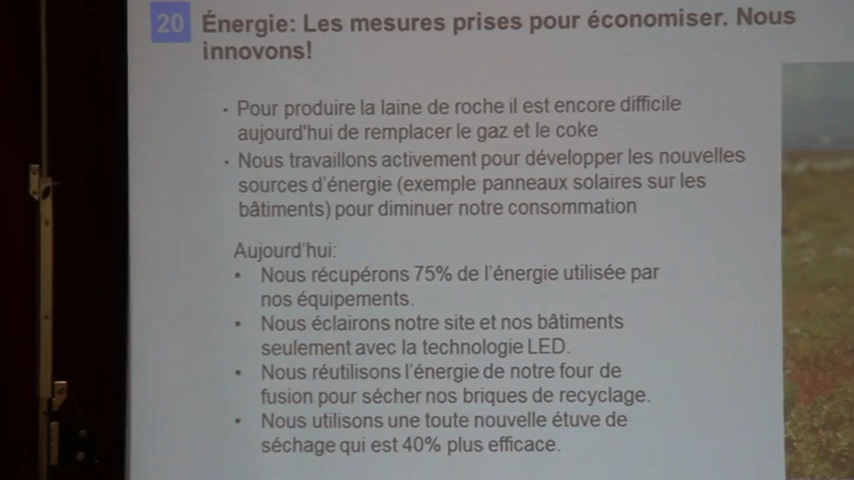 20 Énergie: Les mesures prises pour économiser. Nous
innovons!
· Pour produire la laine de roche il est encore difficile
aujourd'hui de remplacer le gaz et le coke
· Nous travaillons activement pour développer les nouvelles
sources d'énergie (exemple panneaux solaires sur les
bâtiments) pour diminuer notre consommation
Aujourd'hui:
• Nous récupérons 75% de l'énergie utilisée par
nos équipements.
• Nous éclairons notre site et nos bâtiments
seulement avec la technologie LED.
• Nous réutilisons l'énergie de notre four de
fusion pour sécher nos briques de recyclage.
• Nous utilisons une toute nouvelle étuve de
séchage qui est 40% plus efficace.